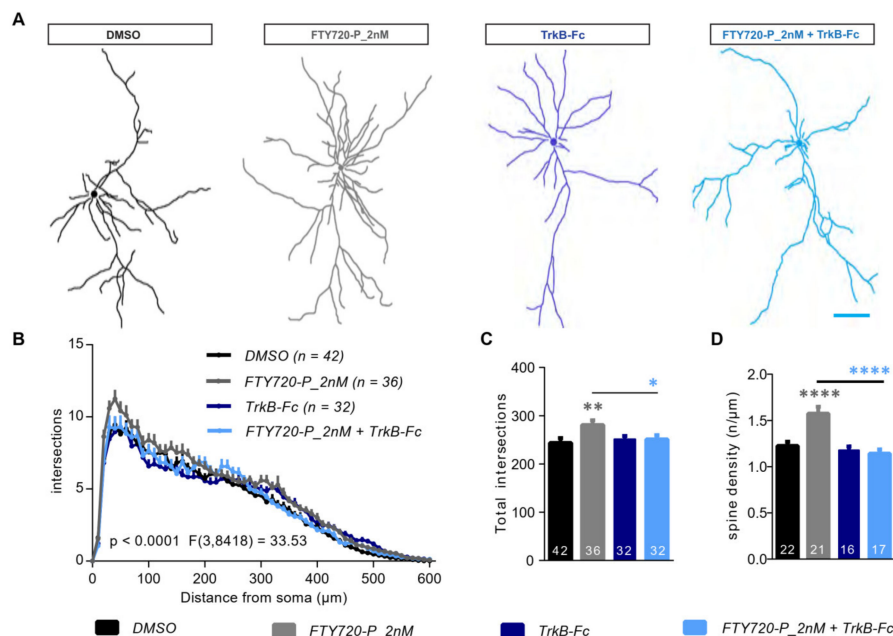 A
DMSO
FTY720-P_2nM
TrkB-Fc
FTY720-P_2nM + TrkB-Fc
B
15
10
5
0
intersections
DMSO (n = 42)
FTY720-P_2nM (n = 36)
TrkB-Fc (n = 32)
FTY720-P_2nM + TrkB-Fc
p < 0.0001 F(3,8418) = 33.53
0 100 200 300 400 500 600
Distance from soma (µm)
C
400
300
200
100
0
Total intersections
**
*
42 36 32 32
D
2.0
1.5
1.0
0.5
0.0
spine density (n/µm)
****
****
22 21 16 17
DMSO
FTY720-P_2nM
TrkB-Fc
FTY720-P_2nM + TrkB-Fc